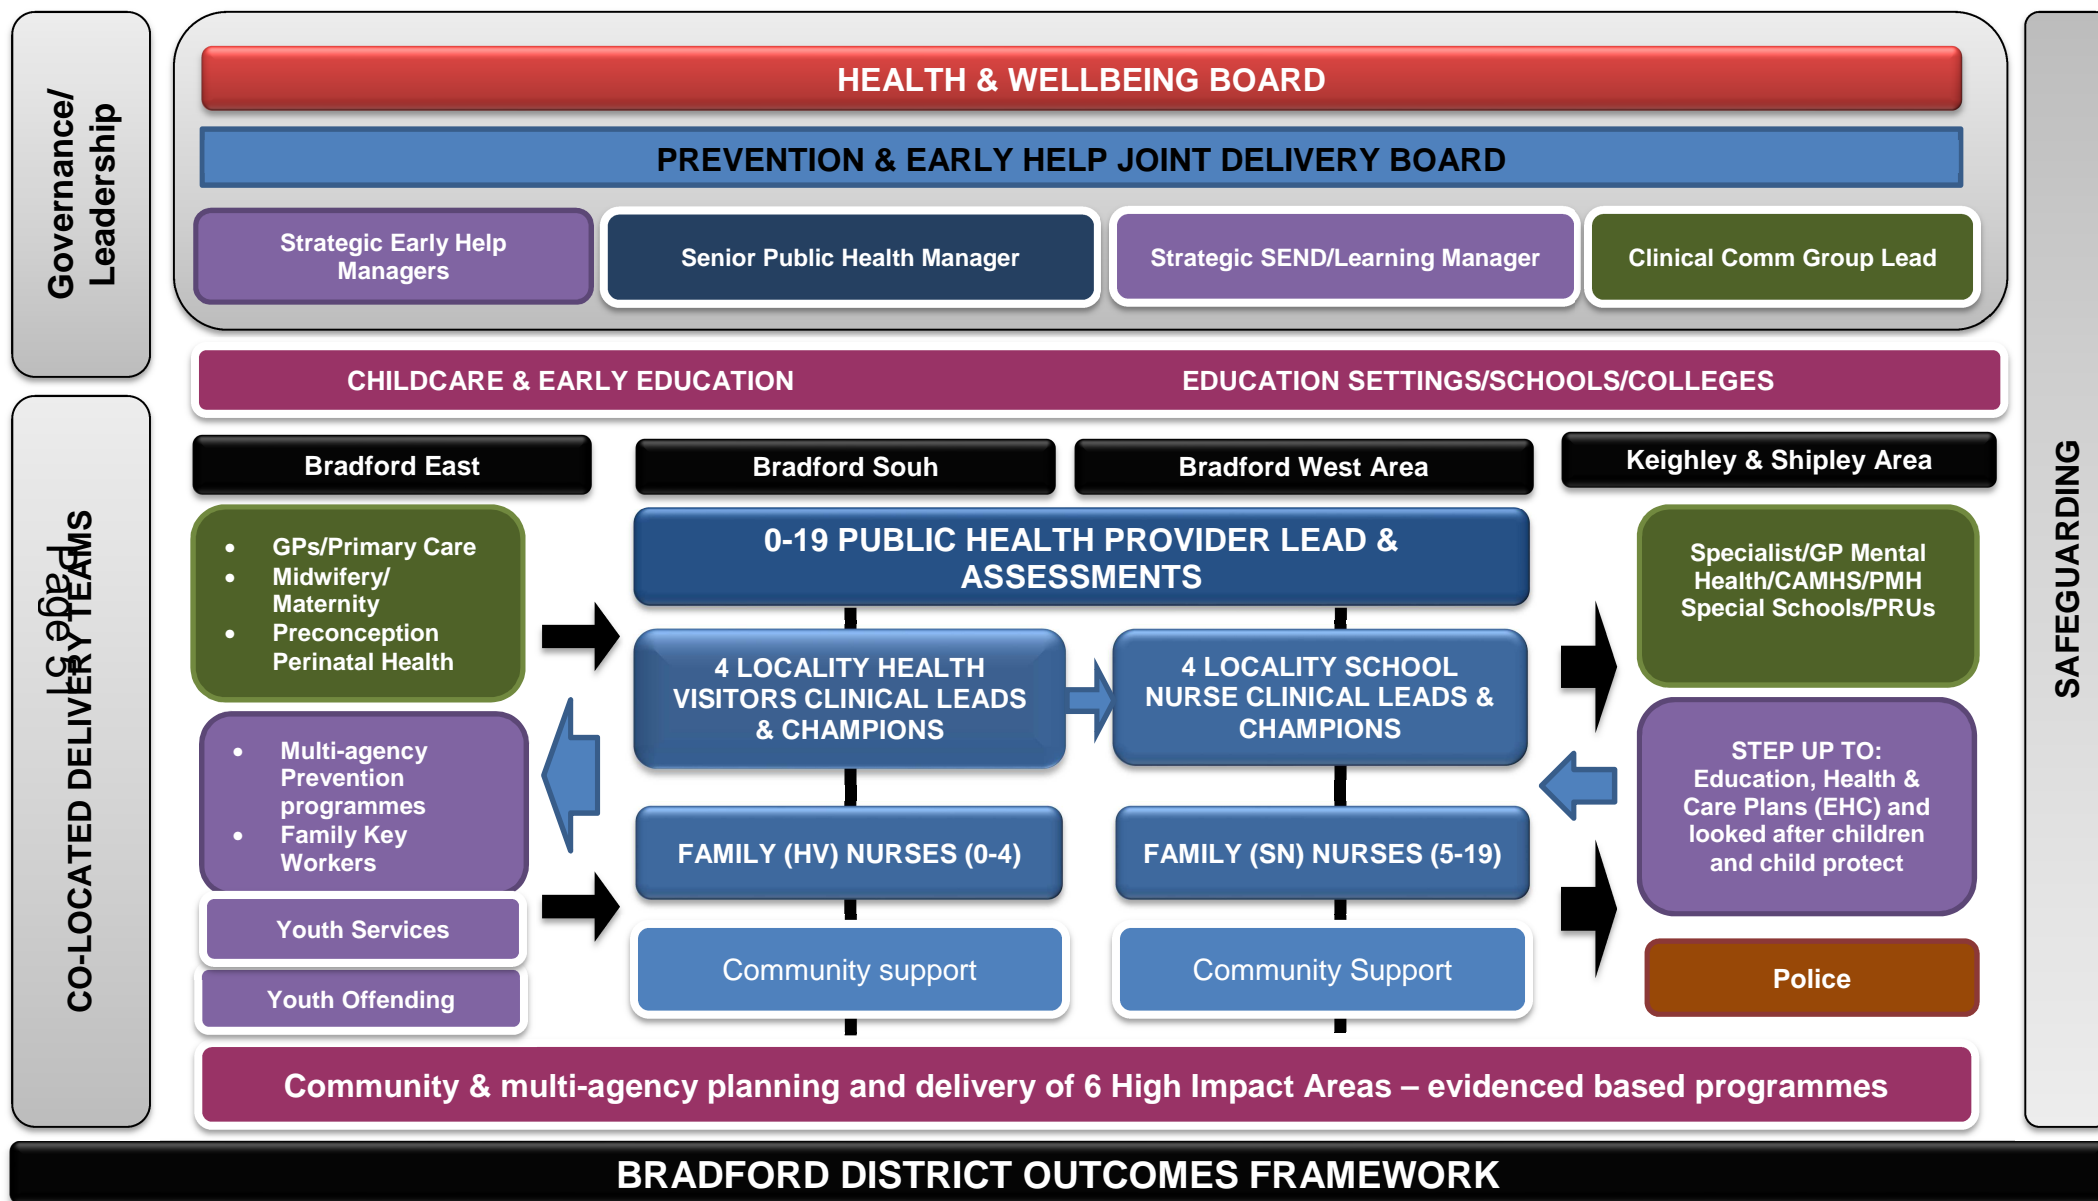 Governance/
Leadership
HEALTH & WELLBEING BOARD
PREVENTION & EARLY HELP JOINT DELIVERY BOARD
Strategic Early Help
Managers
Senior Public Health Manager
Strategic SEND/Learning Manager
Clinical Comm Group Lead
CHILDCARE & EARLY EDUCATION
EDUCATION SETTINGS/SCHOOLS/COLLEGES
SAFEGUARDING
CO-LOCATED DELIVERY TEAMS
Page 51
Bradford East
Bradford Souh
Bradford West Area
Keighley & Shipley Area
• GPs/Primary Care
• Midwifery/
Maternity
• Preconception
Perinatal Health
• Multi-agency
Prevention
programmes
• Family Key
Workers
Youth Services
Youth Offending
0-19 PUBLIC HEALTH PROVIDER LEAD &
ASSESSMENTS
4 LOCALITY HEALTH
VISITORS CLINICAL LEADS
& CHAMPIONS
4 LOCALITY SCHOOL
NURSE CLINICAL LEADS &
CHAMPIONS
FAMILY (HV) NURSES (0-4)
FAMILY (SN) NURSES (5-19)
Community support
Community Support
Specialist/GP Mental
Health/CAMHS/PMH
Special Schools/PRUs
STEP UP TO:
Education, Health &
Care Plans (EHC) and
looked after children
and child protect
Police
Community & multi-agency planning and delivery of 6 High Impact Areas – evidenced based programmes
BRADFORD DISTRICT OUTCOMES FRAMEWORK